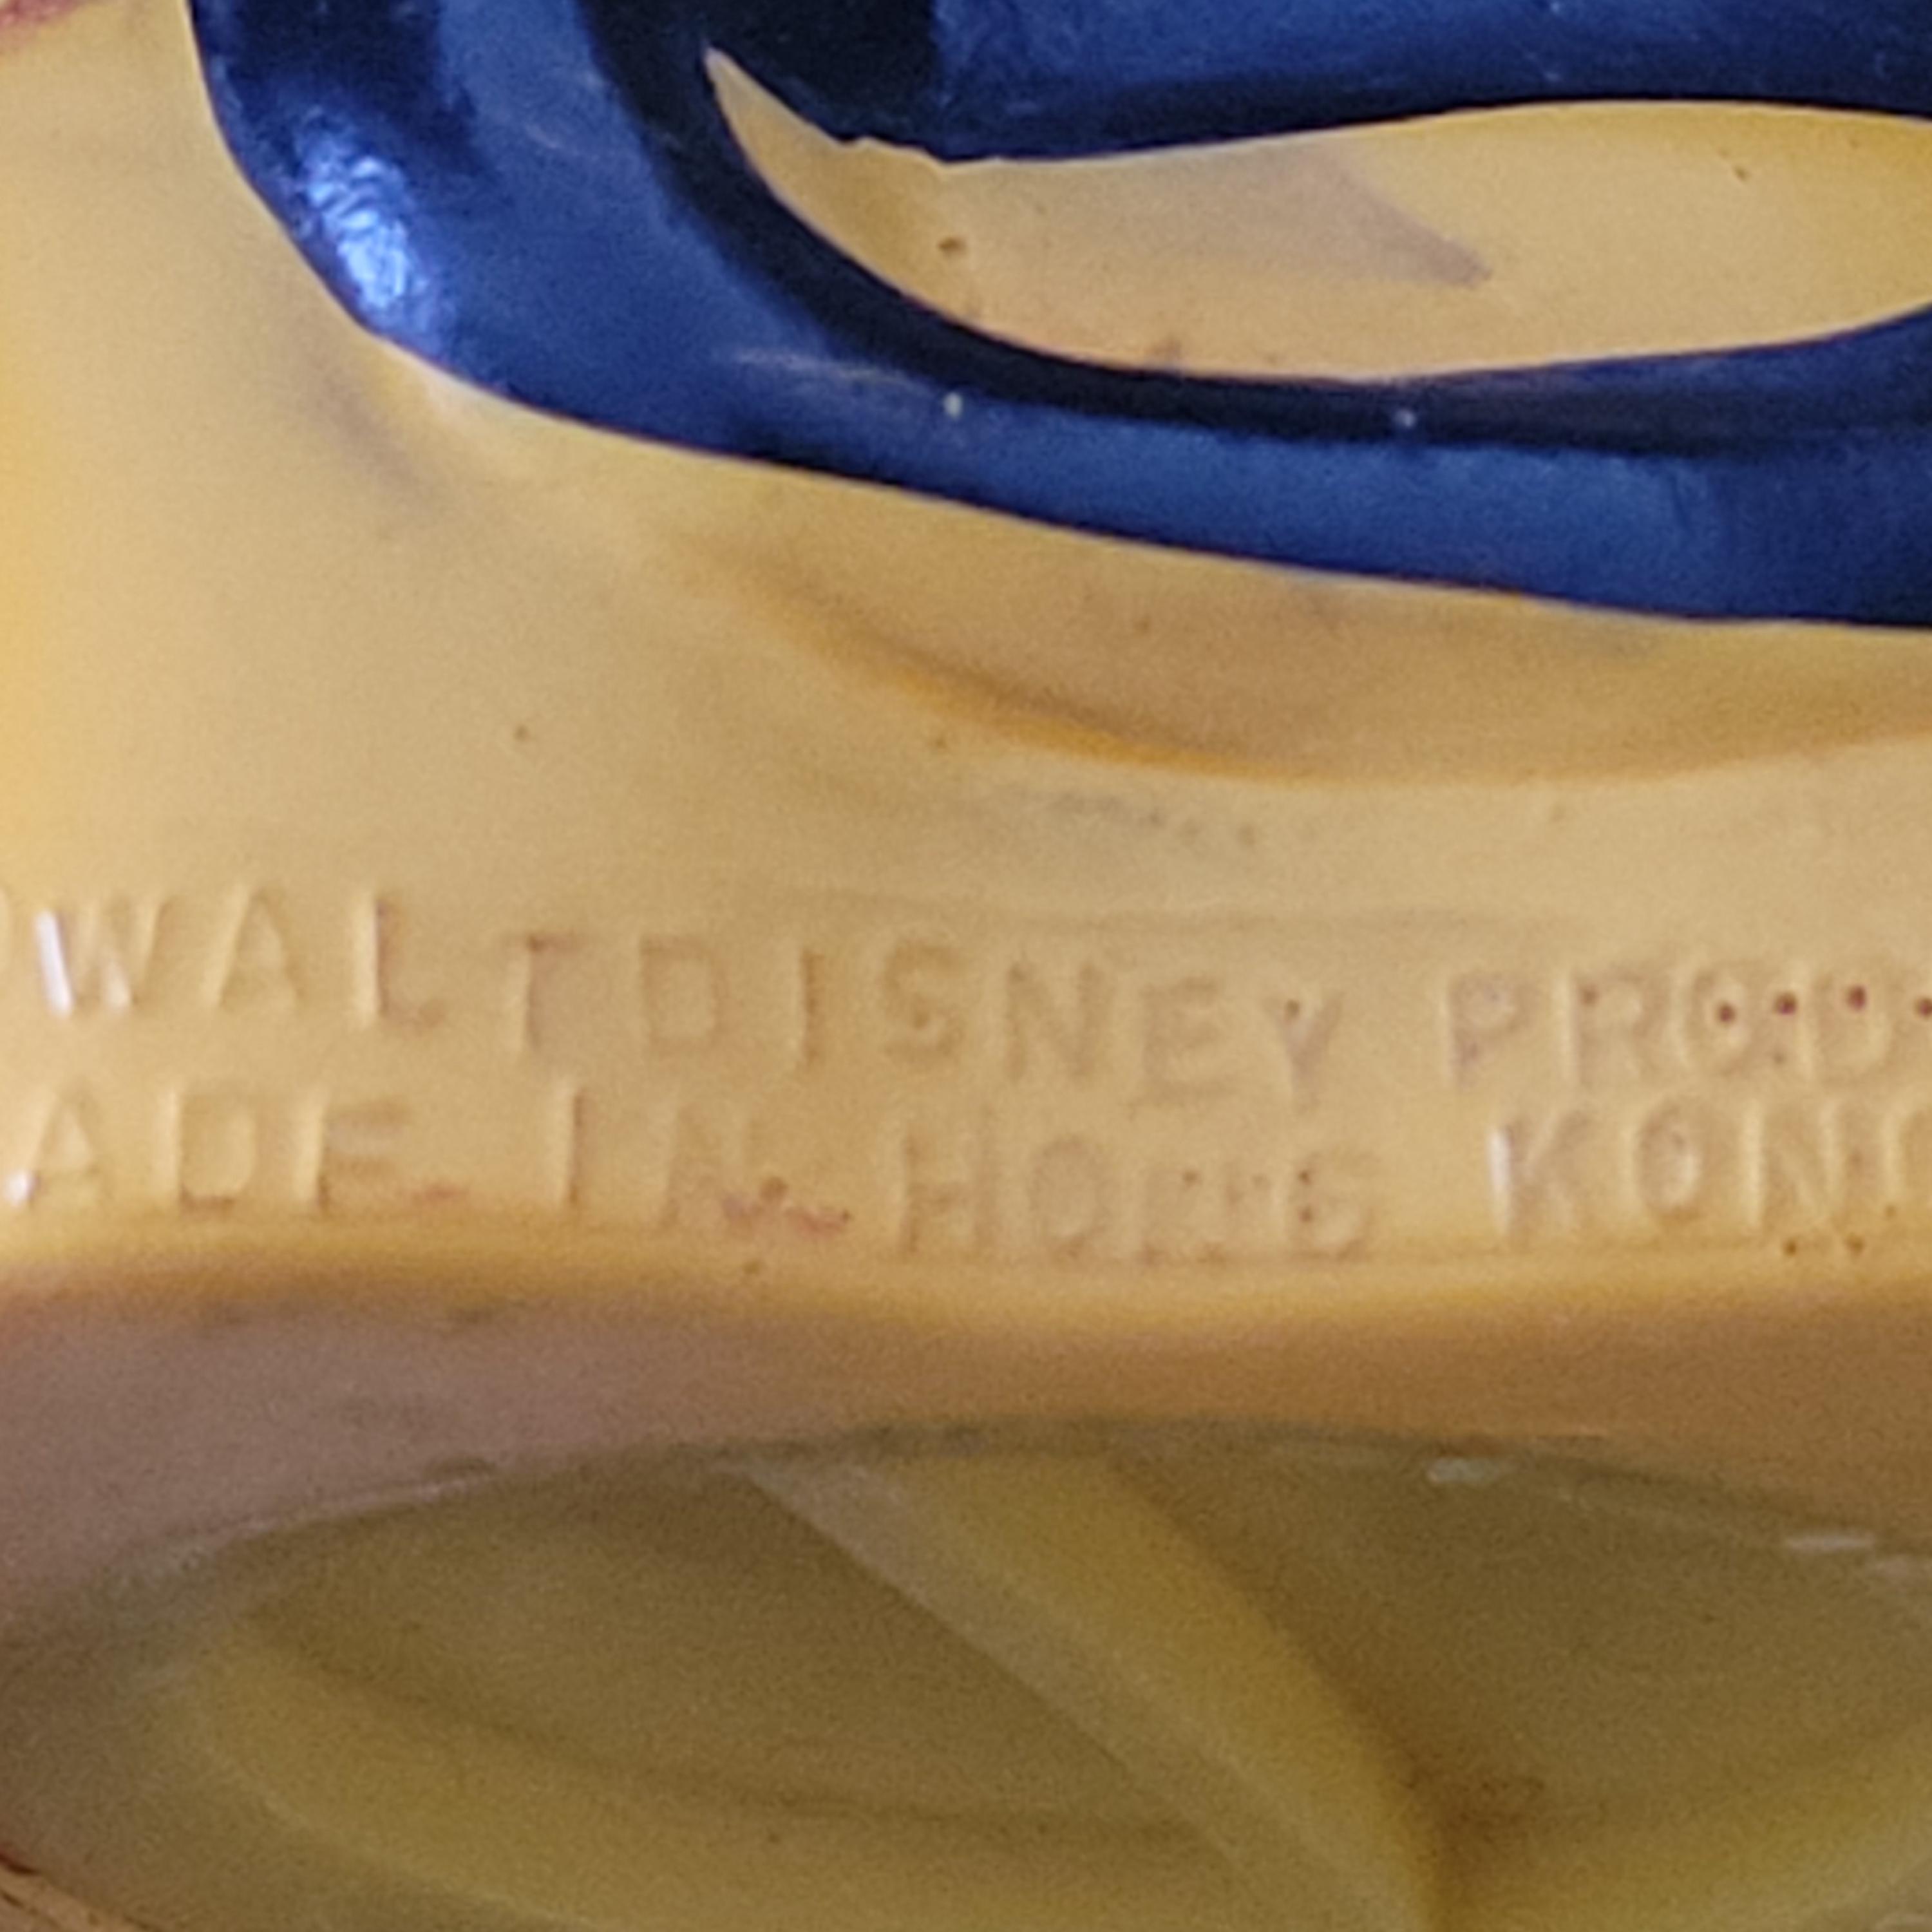 WALT DISNEY PROD
ADE IN HONG KONG